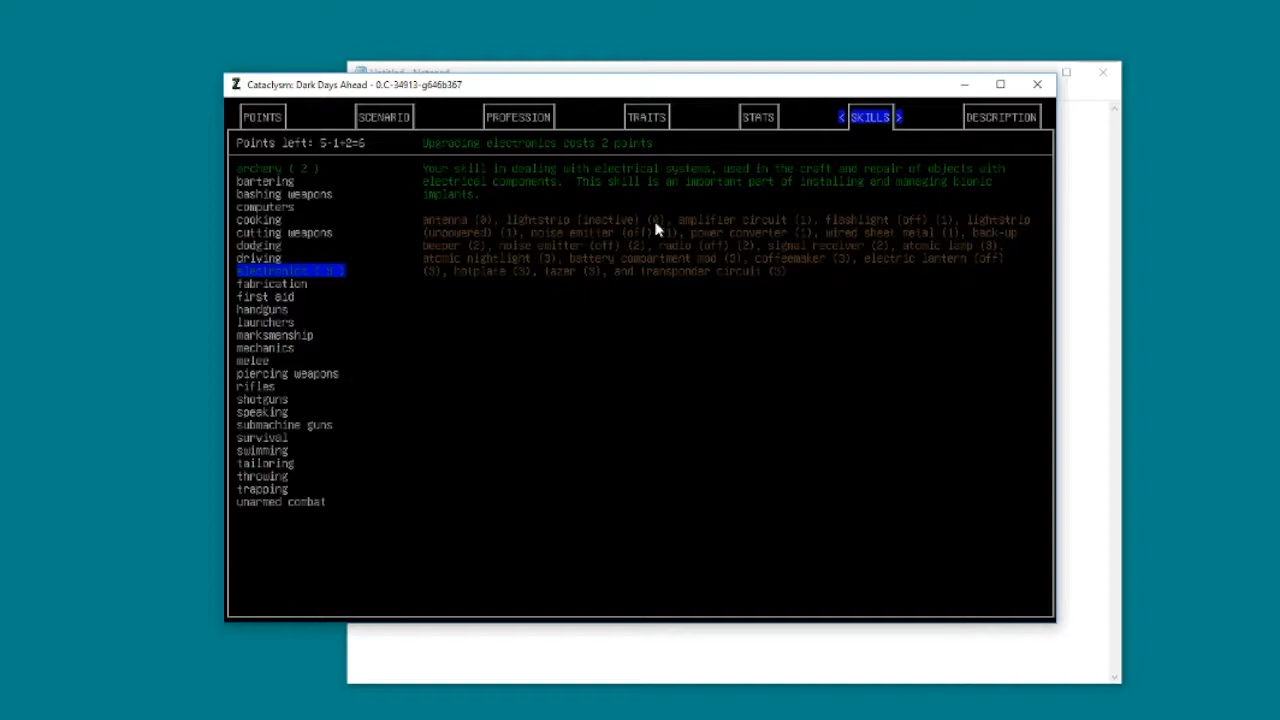 Untitled - Notepad
Cataclysm: Dark Days Ahead - 0.C-34913-g646b367
POINTS SCENARIO PROFESSION TRAITS STATS < SKILLS > DESCRIPTION
Points left: 5-1+2=6 Upgrading electronics costs 2 points
archery ( 2 ) Your skill in dealing with electrical systems, used in the craft and repair of objects with
bartering electrical components. This skill is an important part of installing and managing bionic
bashing weapons implants.
computers
cooking antenna (0), lightstrip (inactive) (0), amplifier circuit (1), flashlight (off) (1), lightstrip
cutting weapons (unpowered) (1), noise emitter (off) (1), power converter (1), wired sheet metal (1), back-up
dodging beeper (2), noise emitter (off) (2), radio (off) (2), signal receiver (2), atomic lamp (3),
driving atomic nightlight (3), battery compartment mod (3), coffeemaker (3), electric lantern (off)
electronics ( 3 ) (3), hotplate (3), tazer (3), and transponder circuit (3)
fabrication
first aid
handguns
launchers
marksmanship
mechanics
melee
piercing weapons
rifles
shotguns
speaking
submachine guns
survival
swimming
tailoring
throwing
trapping
unarmed combat